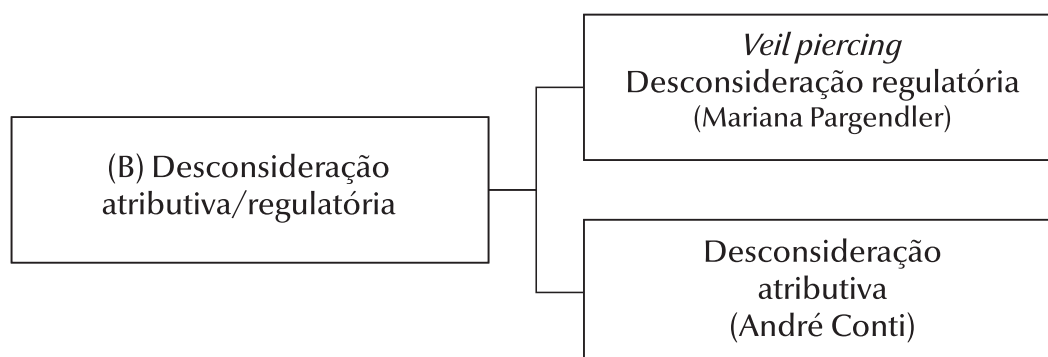 (B) Desconsideração
atributiva/regulatória
Veil piercing
Desconsideração regulatória
(Mariana Pargendler)
Desconsideração
atributiva
(André Conti)